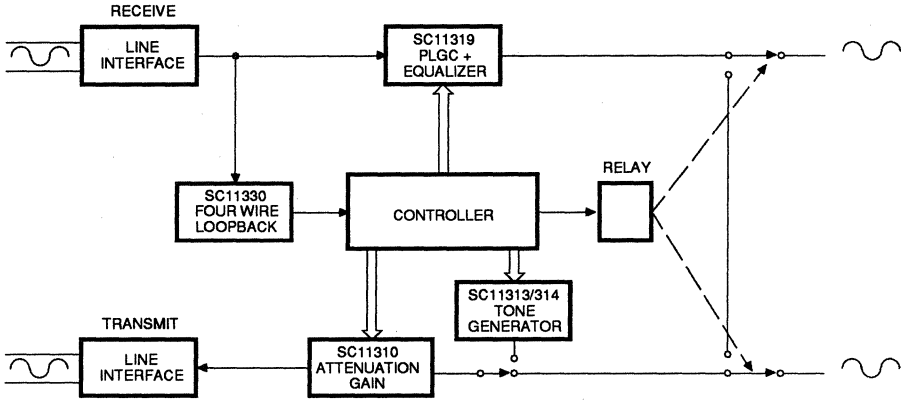 RECEIVE
LINE
INTERFACE
SC11319
PLGC +
EQUALIZER
RELAY
SC11330
FOUR WIRE
LOOPBACK
CONTROLLER
SC11313/314
TONE
GENERATOR
TRANSMIT
LINE
INTERFACE
SC11310
ATTENUATION
GAIN